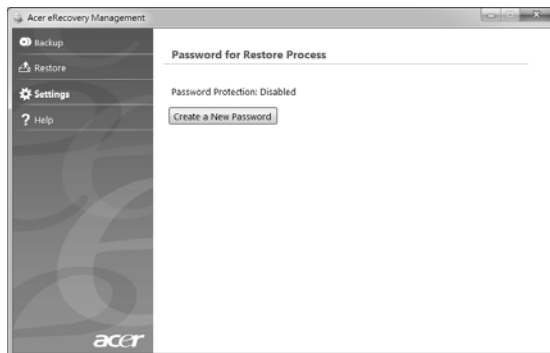 Acer eRecovery Management
Backup
Restore
Settings
? Help
Password for Restore Process
Password Protection: Disabled
Create a New Password
acer